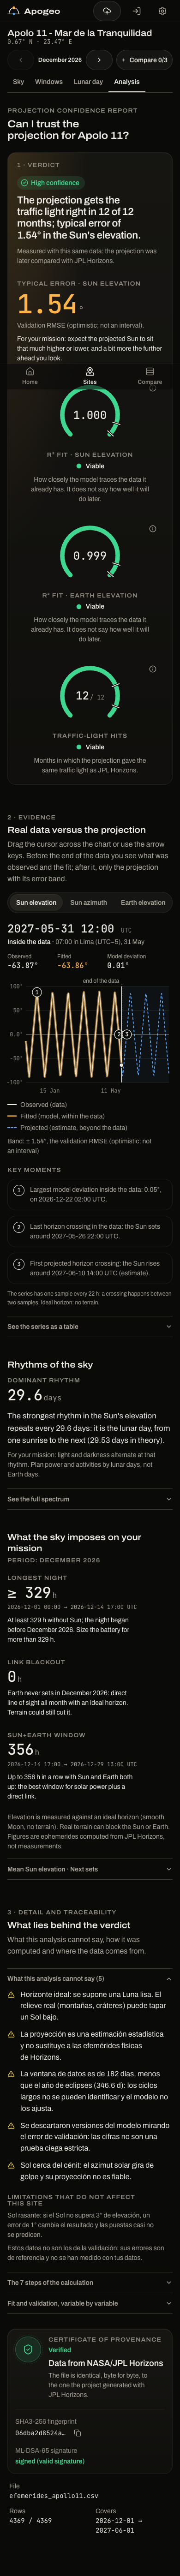 Apogeo
Apolo 11 - Mar de la Tranquilidad
0.67° N · 23.47° E
December 2026
+ Compare 0/3
Sky Windows Lunar day Analysis
PROJECTION CONFIDENCE REPORT
Can I trust the
projection for Apolo 11?
1 · VERDICT
High confidence
The projection gets the
traffic light right in 12 of 12
months; typical error of
1.54° in the Sun's elevation.
Measured with this same data: the projection was
later compared with JPL Horizons.
TYPICAL ERROR · SUN ELEVATION
1.54°
Validation RMSE (optimistic; not an interval).
For your mission: expect the projected Sun to sit
that much higher or lower, and a bit more the further
ahead you look.
Home Sites Compare
1.000
R² FIT · SUN ELEVATION
Viable
How closely the model traces the data it
already has. It does not say how well it will
do later.
0.999
R² FIT · EARTH ELEVATION
Viable
How closely the model traces the data it
already has. It does not say how well it will
do later.
12 / 12
TRAFFIC-LIGHT HITS
Viable
Months in which the projection gave the
same traffic light as JPL Horizons.
2 · EVIDENCE
Real data versus the projection
Drag the cursor across the chart or use the arrow
keys. Before the end of the data you see what was
observed and the fit; after it, only the projection
with its error band.
Sun elevation Sun azimuth Earth elevation
2027-05-31 12:00 UTC
Inside the data · 07:00 in Lima (UTC−5), 31 May
Sun observed Fitted Model deviation
-63.87° -63.86° 0.01°
end of the data
100°
50°
0.0°
-50°
-100°
1
2 3
15 Jan 11 May
Observed (data)
Fitted (model, within the data)
Projected (estimate, beyond the data)
Band: ± 1.54°, the validation RMSE (optimistic; not
an interval)
KEY MOMENTS
1 Largest model deviation inside the data: 0.05°,
on 2026-12-22 02:00 UTC.
2 Last horizon crossing in the data: the Sun sets
around 2027-05-26 22:00 UTC.
3 First projected horizon crossing: the Sun rises
around 2027-06-10 14:00 UTC (estimate).
The series has one sample every 22 h: a crossing happens between
two samples. Ideal horizon: no terrain.
See the series as a table
Rhythms of the sky
DOMINANT RHYTHM
29.6 days
The strongest rhythm in the Sun's elevation
repeats every 29.6 days: it is the lunar day, from
one sunrise to the next (29.53 days in theory).
For your mission: light and darkness alternate at that
rhythm. Plan power and activities by lunar days, not
Earth days.
See the full spectrum
What the sky imposes on your
mission
PERIOD: DECEMBER 2026
LONGEST NIGHT
≥ 329 h
2026-12-01 00:00 → 2026-12-14 17:00 UTC
At least 329 h without Sun; the night began
before December 2026. Size the battery for
more than 329 h.
LINK BLACKOUT
0 h
Earth never sets in December 2026: direct
line of sight all month with an ideal horizon.
Terrain could still cut it.
SUN+EARTH WINDOW
356 h
2026-12-14 17:00 → 2026-12-29 13:00 UTC
Up to 356 h in a row with Sun and Earth both
up: the best window for solar power plus a
direct link.
Elevation is measured against an ideal horizon (smooth
Moon, no terrain). Real terrain can block the Sun or Earth.
Figures are ephemeris computed from JPL Horizons,
not measurements.
Mean Sun elevation · Next sets
3 · DETAIL AND TRACEABILITY
What lies behind the verdict
What this analysis cannot say, how it was
computed and where the data comes from.
What this analysis cannot say (5)
Horizonte ideal: se supone una Luna lisa. El
relieve real (montañas, cráteres) puede tapar
un Sol bajo.
La proyección es una estimación estadística
y no sustituye a las efemérides físicas
de Horizons.
La ventana de datos es de 182 días, menos
que el año de eclipses (346.6 d): los ciclos
largos no se pueden identificar y el modelo no
los ajusta.
Se descartaron versiones del modelo mirando
el error de validación: las cifras no son una
prueba ciega estricta.
Sol cerca del cénit: el azimut solar gira de
golpe y su proyección no es fiable.
LIMITATIONS THAT DO NOT AFFECT
THIS SITE
Sol rasante: si el Sol no supera 3° de elevación, un
error de 1° cambia el resultado y las puestas casi no
se predicen.
Estos datos no son los de la validación: sus errores son
de referencia y no se han medido con tus datos.
The 7 steps of the calculation
Fit and validation, variable by variable
CERTIFICATE OF PROVENANCE
Verified
Data from NASA/JPL Horizons
The file is identical, byte for byte, to
the one the project generated with
JPL Horizons.
SHA3-256 fingerprint
06dba2d8524a…
ML-DSA-65 signature
signed (valid signature)
File
efemerides_apollo11.csv
Rows Covers
4369 / 4369 2026-12-01 →
2027-06-01